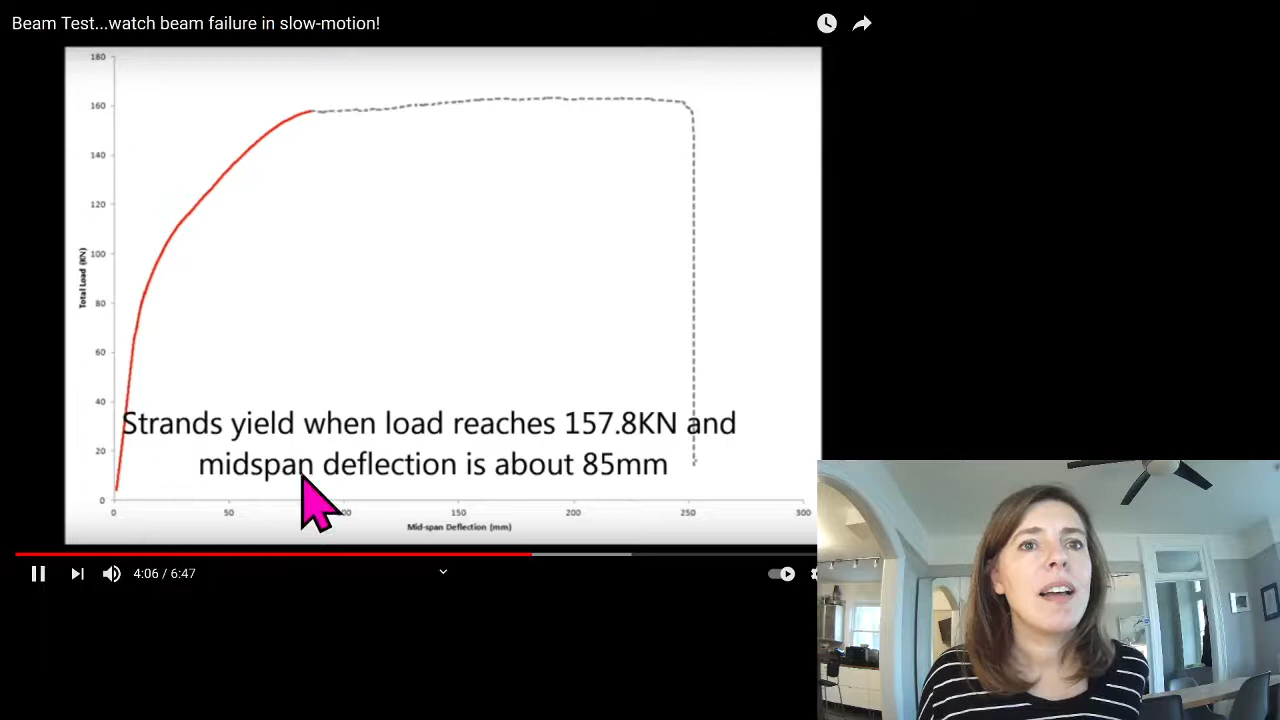 Beam Test...watch beam failure in slow-motion!
180
160
140
120
100
80
60
40
20
0
Total Load (KN)
Strands yield when load reaches 157.8KN and
midspan deflection is about 85mm
0 50 100 150 200 250 300
Mid-span Deflection (mm)
4:06 / 6:47